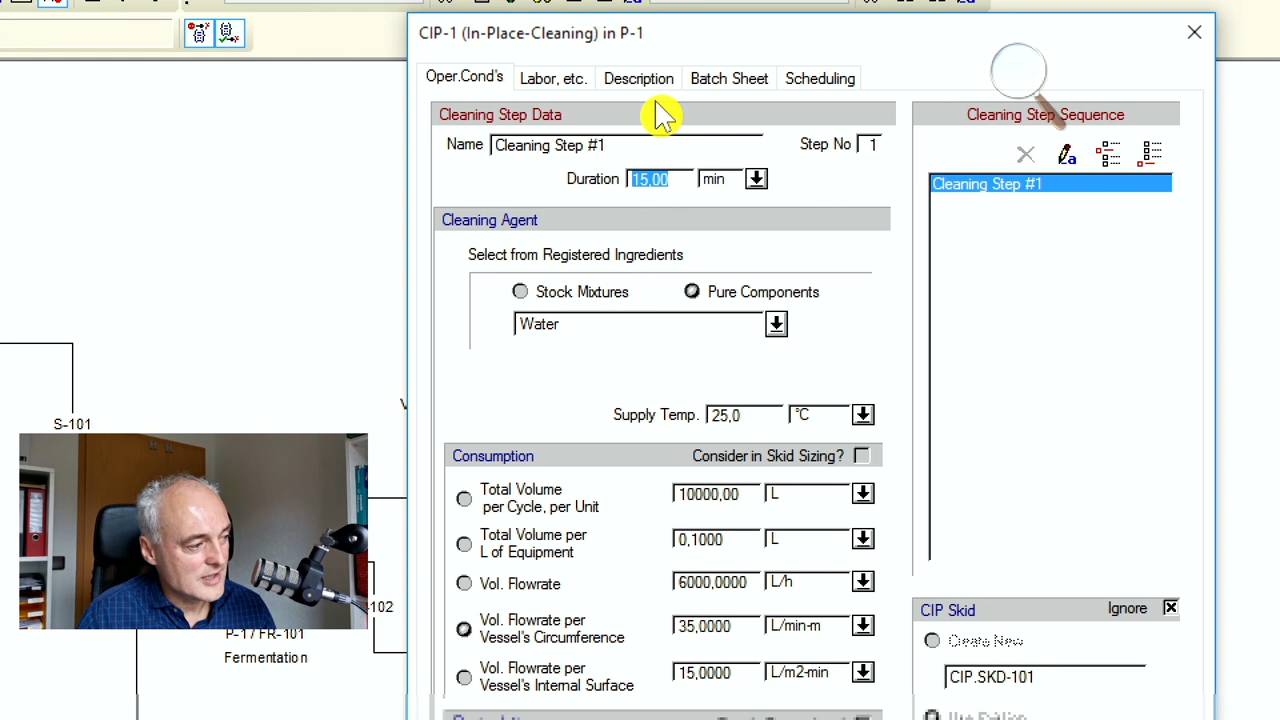 CIP-1 (In-Place-Cleaning) in P-1
Oper.Cond's Labor, etc. Description Batch Sheet Scheduling
Cleaning Step Data
Name Cleaning Step #1 Step No 1
Duration 15,00 min
Cleaning Agent
Select from Registered Ingredients
Stock Mixtures Pure Components
Water
Supply Temp. 25,0 °C
Consumption Consider in Skid Sizing?
Total Volume
per Cycle, per Unit 10000,00 L
Total Volume per
L of Equipment 0,1000 L
Vol. Flowrate 6000,0000 L/h
Vol. Flowrate per
Vessel's Circumference 35,0000 L/min-m
Vol. Flowrate per
Vessel's Internal Surface 15,0000 L/m2-min
Cleaning Step Sequence
Cleaning Step #1
CIP Skid Ignore
Create New
CIP.SKD-101
S-101
102
P-1 / FR-101
Fermentation